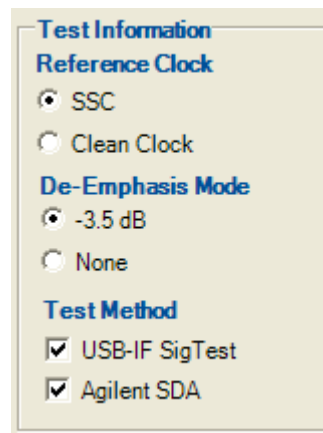 Test Information
Reference Clock
SSC
Clean Clock
De-Emphasis Mode
-3.5 dB
None
Test Method
USB-IF SigTest
Agilent SDA